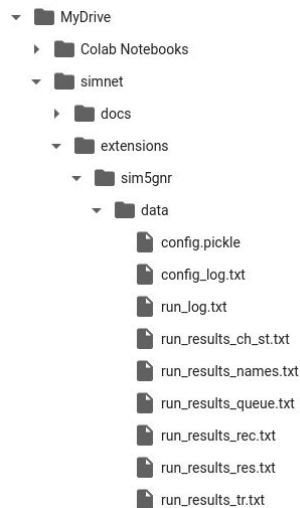 MyDrive
Colab Notebooks
simnet
docs
extensions
sim5gnr
data
config.pickle
config_log.txt
run_log.txt
run_results_ch_st.txt
run_results_names.txt
run_results_queue.txt
run_results_rec.txt
run_results_res.txt
run_results_tr.txt